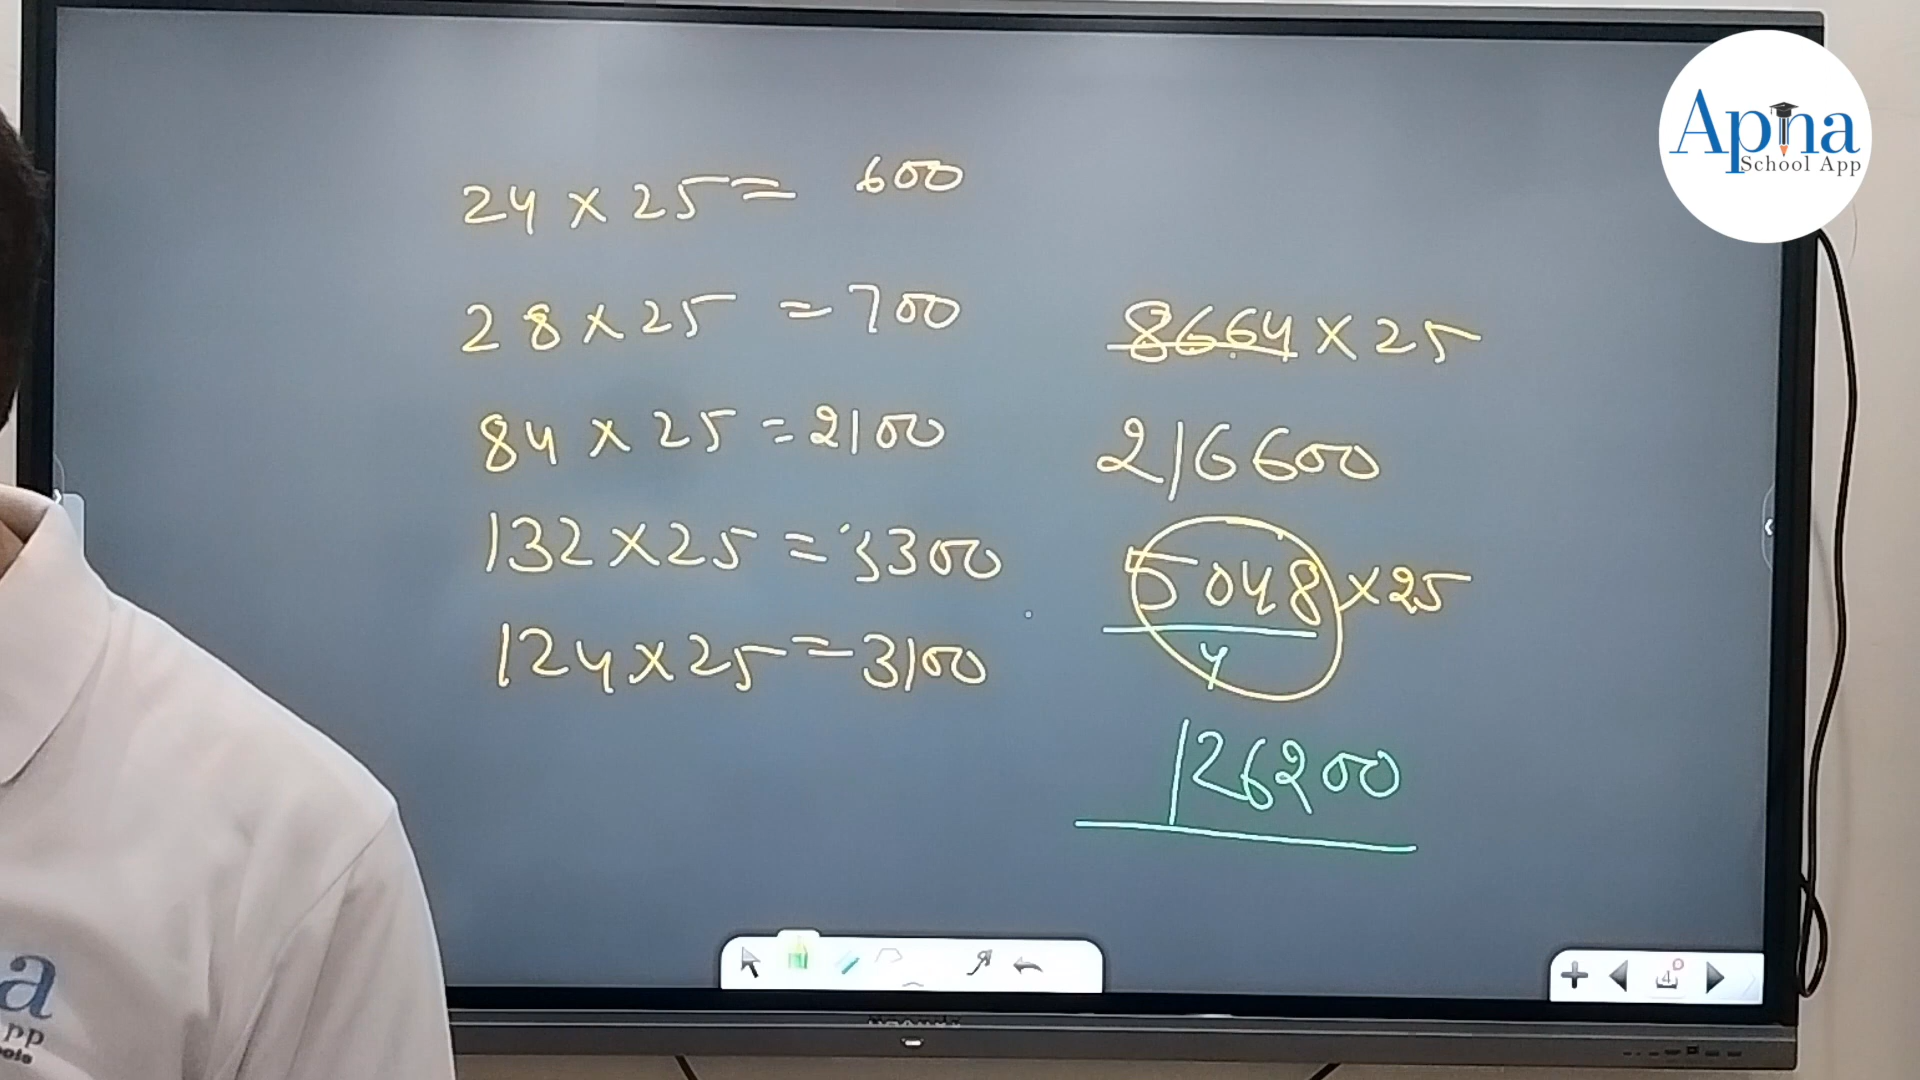 Apna
School App
24 × 25 = 600
28 × 25 = 700
84 × 25 = 2100
132 × 25 = 3300
124 × 25 = 3100
8664 × 25
216600
5048 × 25
4
126200
a
pp